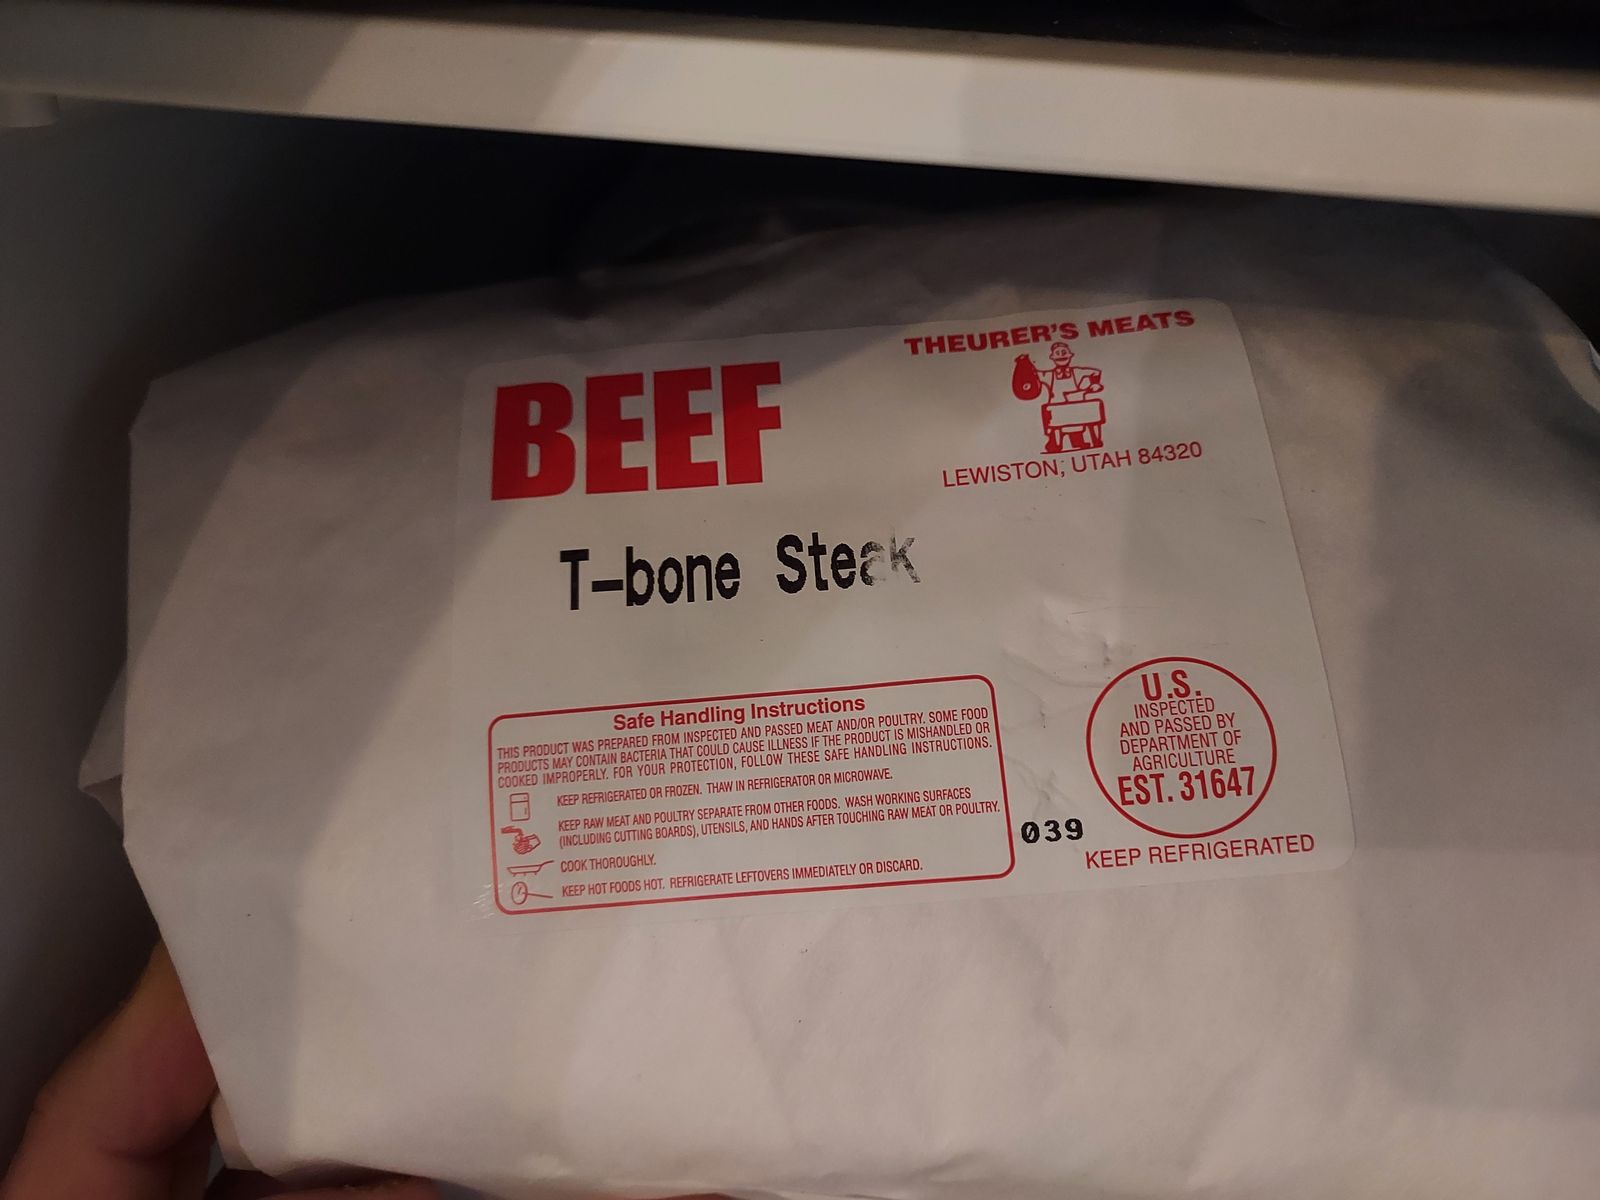 BEEF
THEURER'S MEATS
LEWISTON, UTAH 84320
T-bone Steak
Safe Handling Instructions
THIS PRODUCT WAS PREPARED FROM INSPECTED AND PASSED MEAT AND/OR POULTRY. SOME FOOD
PRODUCTS MAY CONTAIN BACTERIA THAT COULD CAUSE ILLNESS IF THE PRODUCT IS MISHANDLED OR
COOKED IMPROPERLY. FOR YOUR PROTECTION, FOLLOW THESE SAFE HANDLING INSTRUCTIONS.
KEEP REFRIGERATED OR FROZEN. THAW IN REFRIGERATOR OR MICROWAVE.
KEEP RAW MEAT AND POULTRY SEPARATE FROM OTHER FOODS. WASH WORKING SURFACES
(INCLUDING CUTTING BOARDS), UTENSILS, AND HANDS AFTER TOUCHING RAW MEAT OR POULTRY.
COOK THOROUGHLY.
KEEP HOT FOODS HOT. REFRIGERATE LEFTOVERS IMMEDIATELY OR DISCARD.
039
U.S.
INSPECTED
AND PASSED BY
DEPARTMENT OF
AGRICULTURE
EST. 31647
KEEP REFRIGERATED